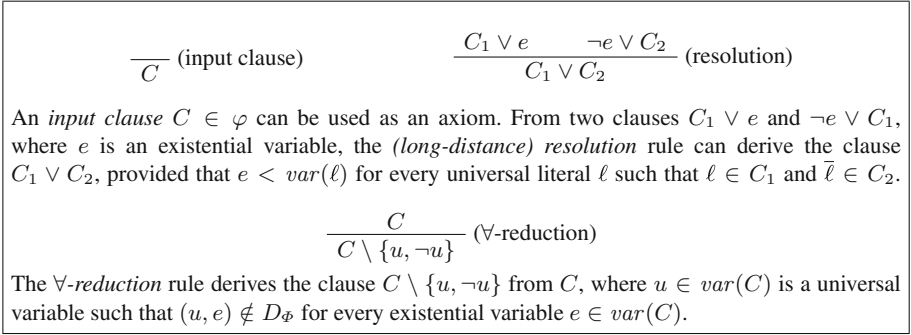 C (input clause)
C₁ ∨ e ¬e ∨ C₂
C₁ ∨ C₂ (resolution)
An input clause C ∈ φ can be used as an axiom. From two clauses C₁ ∨ e and ¬e ∨ C₁,
where e is an existential variable, the (long-distance) resolution rule can derive the clause
C₁ ∨ C₂, provided that e < var(ℓ) for every universal literal ℓ such that ℓ ∈ C₁ and ℓ̅ ∈ C₂.
C
C \ {u, ¬u} (∀-reduction)
The ∀-reduction rule derives the clause C \ {u, ¬u} from C, where u ∈ var(C) is a universal
variable such that (u, e) ∉ D_Φ for every existential variable e ∈ var(C).